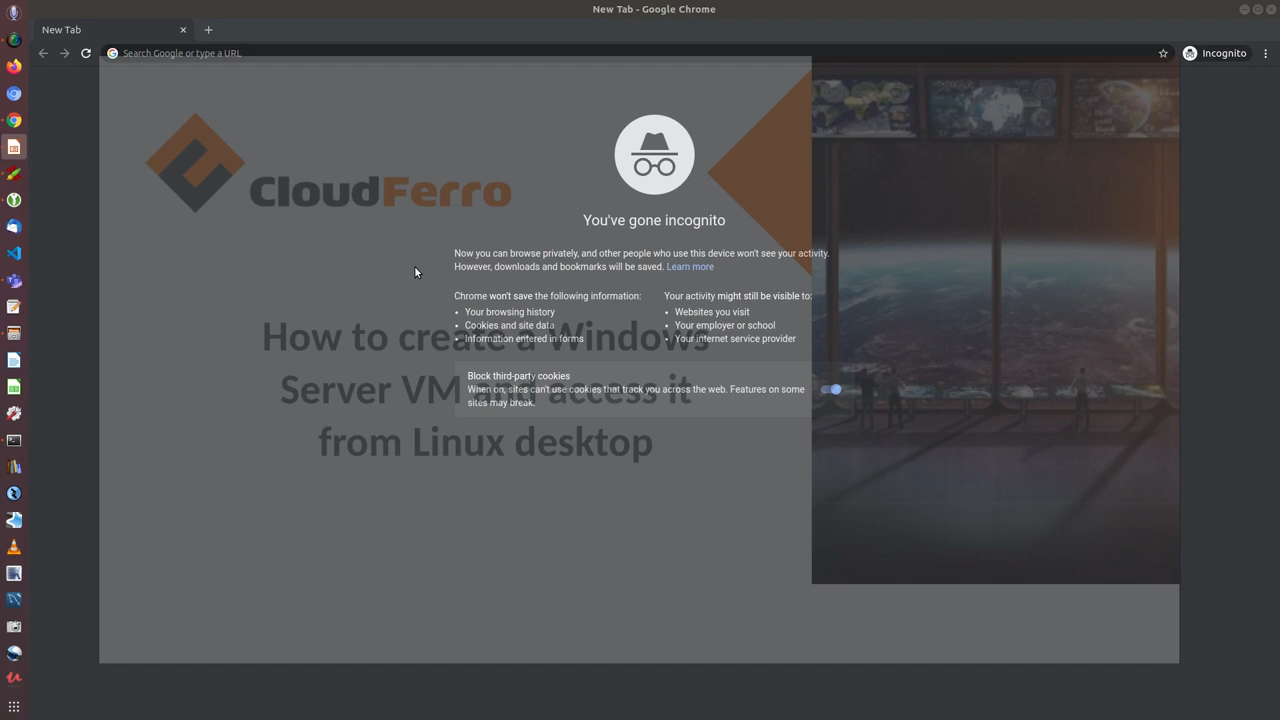 New Tab - Google Chrome
New Tab
Search Google or type a URL
Incognito
CloudFerro
You've gone incognito
Now you can browse privately, and other people who use this device won't see your activity.
However, downloads and bookmarks will be saved. Learn more
Chrome won't save the following information:
Your browsing history
Cookies and site data
Information entered in forms
Your activity might still be visible to:
Websites you visit
Your employer or school
Your internet service provider
How to create a Windows
Server VM and access it
from Linux desktop
Block third-party cookies
When on, sites can't use cookies that track you across the web. Features on some
sites may break.